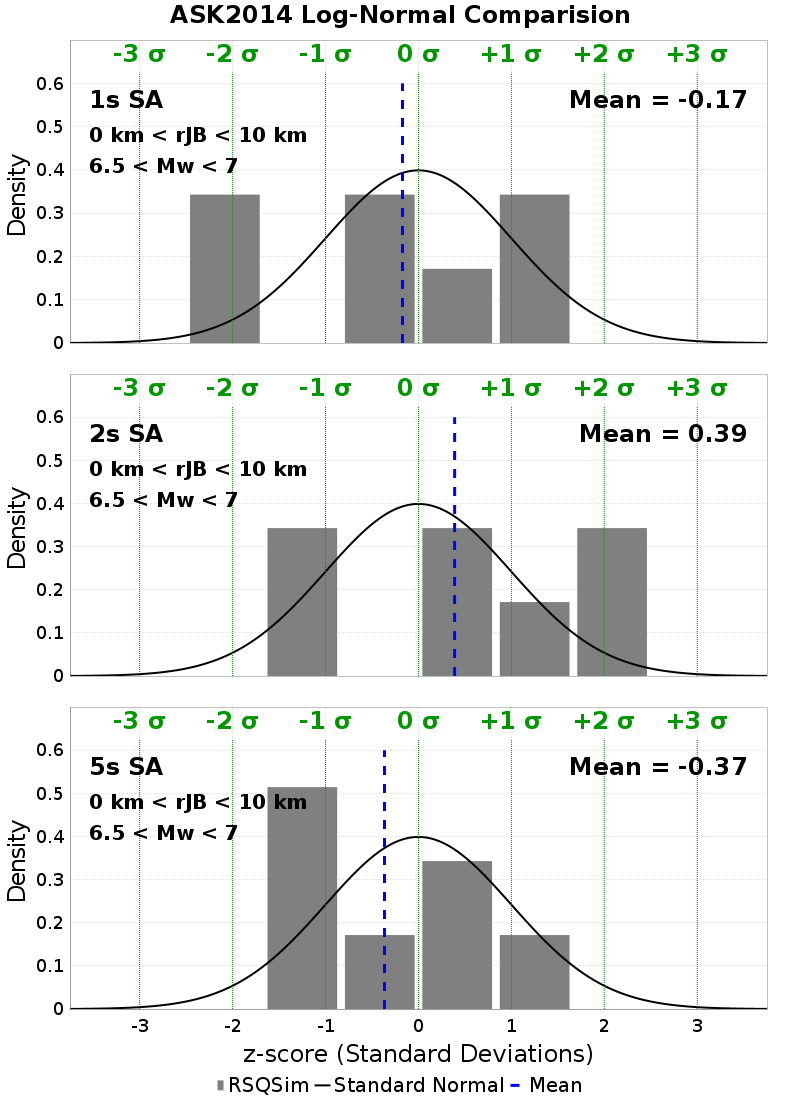 ASK2014 Log-Normal Comparision
-3 σ -2 σ -1 σ 0 σ +1 σ +2 σ +3 σ
1s SA Mean = -0.17
0 km < rJB < 10 km
6.5 < Mw < 7
Density
0.6
0.5
0.4
0.3
0.2
0.1
0
-3 σ -2 σ -1 σ 0 σ +1 σ +2 σ +3 σ
2s SA Mean = 0.39
0 km < rJB < 10 km
6.5 < Mw < 7
Density
0.6
0.5
0.4
0.3
0.2
0.1
0
-3 σ -2 σ -1 σ 0 σ +1 σ +2 σ +3 σ
5s SA Mean = -0.37
0 km < rJB < 10 km
6.5 < Mw < 7
Density
0.6
0.5
0.4
0.3
0.2
0.1
0
-3 -2 -1 0 1 2 3
z-score (Standard Deviations)
RSQSim Standard Normal Mean